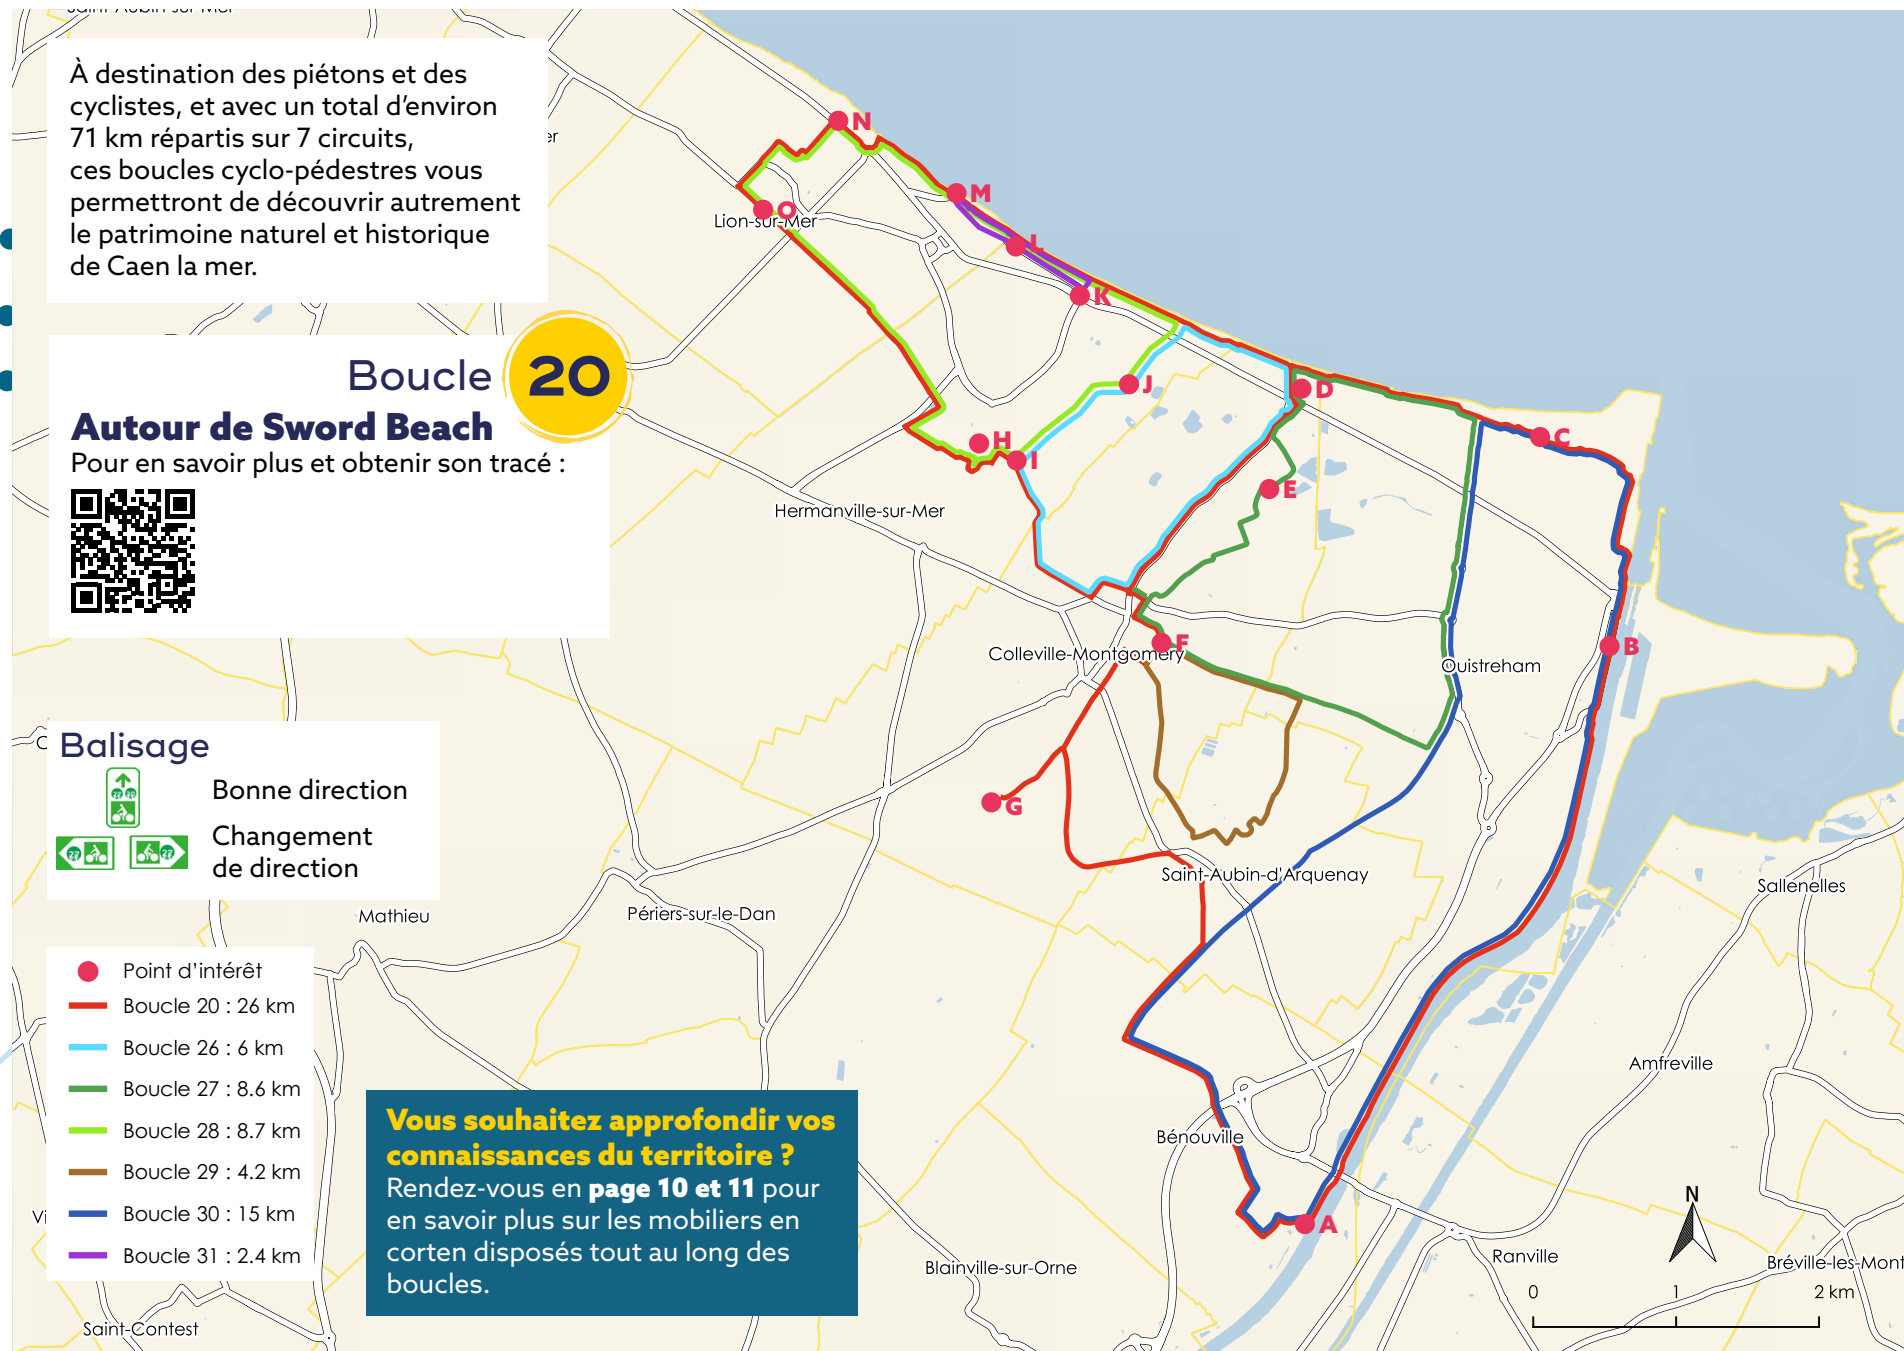 À destination des piétons et des
cyclistes, et avec un total d'environ
71 km répartis sur 7 circuits,
ces boucles cyclo-pédestres vous
permettront de découvrir autrement
le patrimoine naturel et historique
de Caen la mer.
Boucle 20
Autour de Sword Beach
Pour en savoir plus et obtenir son tracé :
Balisage
Bonne direction
Changement
de direction
Point d'intérêt
Boucle 20 : 26 km
Boucle 26 : 6 km
Boucle 27 : 8.6 km
Boucle 28 : 8.7 km
Boucle 29 : 4.2 km
Boucle 30 : 15 km
Boucle 31 : 2.4 km
Vous souhaitez approfondir vos
connaissances du territoire ?
Rendez-vous en page 10 et 11 pour
en savoir plus sur les mobiliers en
corten disposés tout au long des
boucles.
N
M
O
Lion-sur-Mer
L
K
J
D
C
H
I
E
Hermanville-sur-Mer
F
Colleville-Montgomery
B
Ouistreham
G
Saint-Aubin-d'Arquenay
Sallenelles
Mathieu
Périers-sur-le-Dan
Amfreville
Bénouville
A
Blainville-sur-Orne
Ranville
Bréville-les-Mont
Saint-Contest
N
0 1 2 km